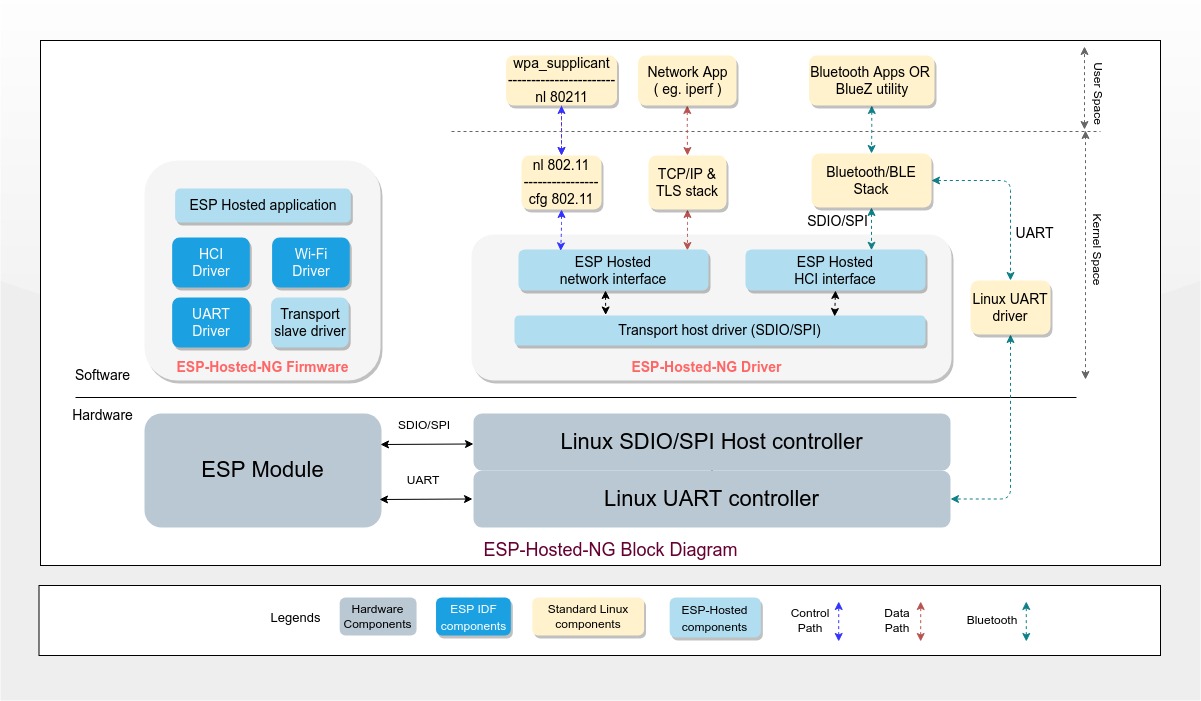 wpa_supplicant
-----------------------
nl 80211
Network App
( eg. iperf )
Bluetooth Apps OR
BlueZ utility
User Space
nl 802.11
----------------
cfg 802.11
TCP/IP &
TLS stack
Bluetooth/BLE
Stack
SDIO/SPI
UART
Kernel Space
ESP Hosted application
HCI
Driver
Wi-Fi
Driver
UART
Driver
Transport
slave driver
ESP-Hosted-NG Firmware
ESP Hosted
network interface
ESP Hosted
HCI interface
Transport host driver (SDIO/SPI)
ESP-Hosted-NG Driver
Linux UART
driver
Software
Hardware
ESP Module
SDIO/SPI
UART
Linux SDIO/SPI Host controller
Linux UART controller
ESP-Hosted-NG Block Diagram
Legends
Hardware
Components
ESP IDF
components
Standard Linux
components
ESP-Hosted
components
Control
Path
Data
Path
Bluetooth